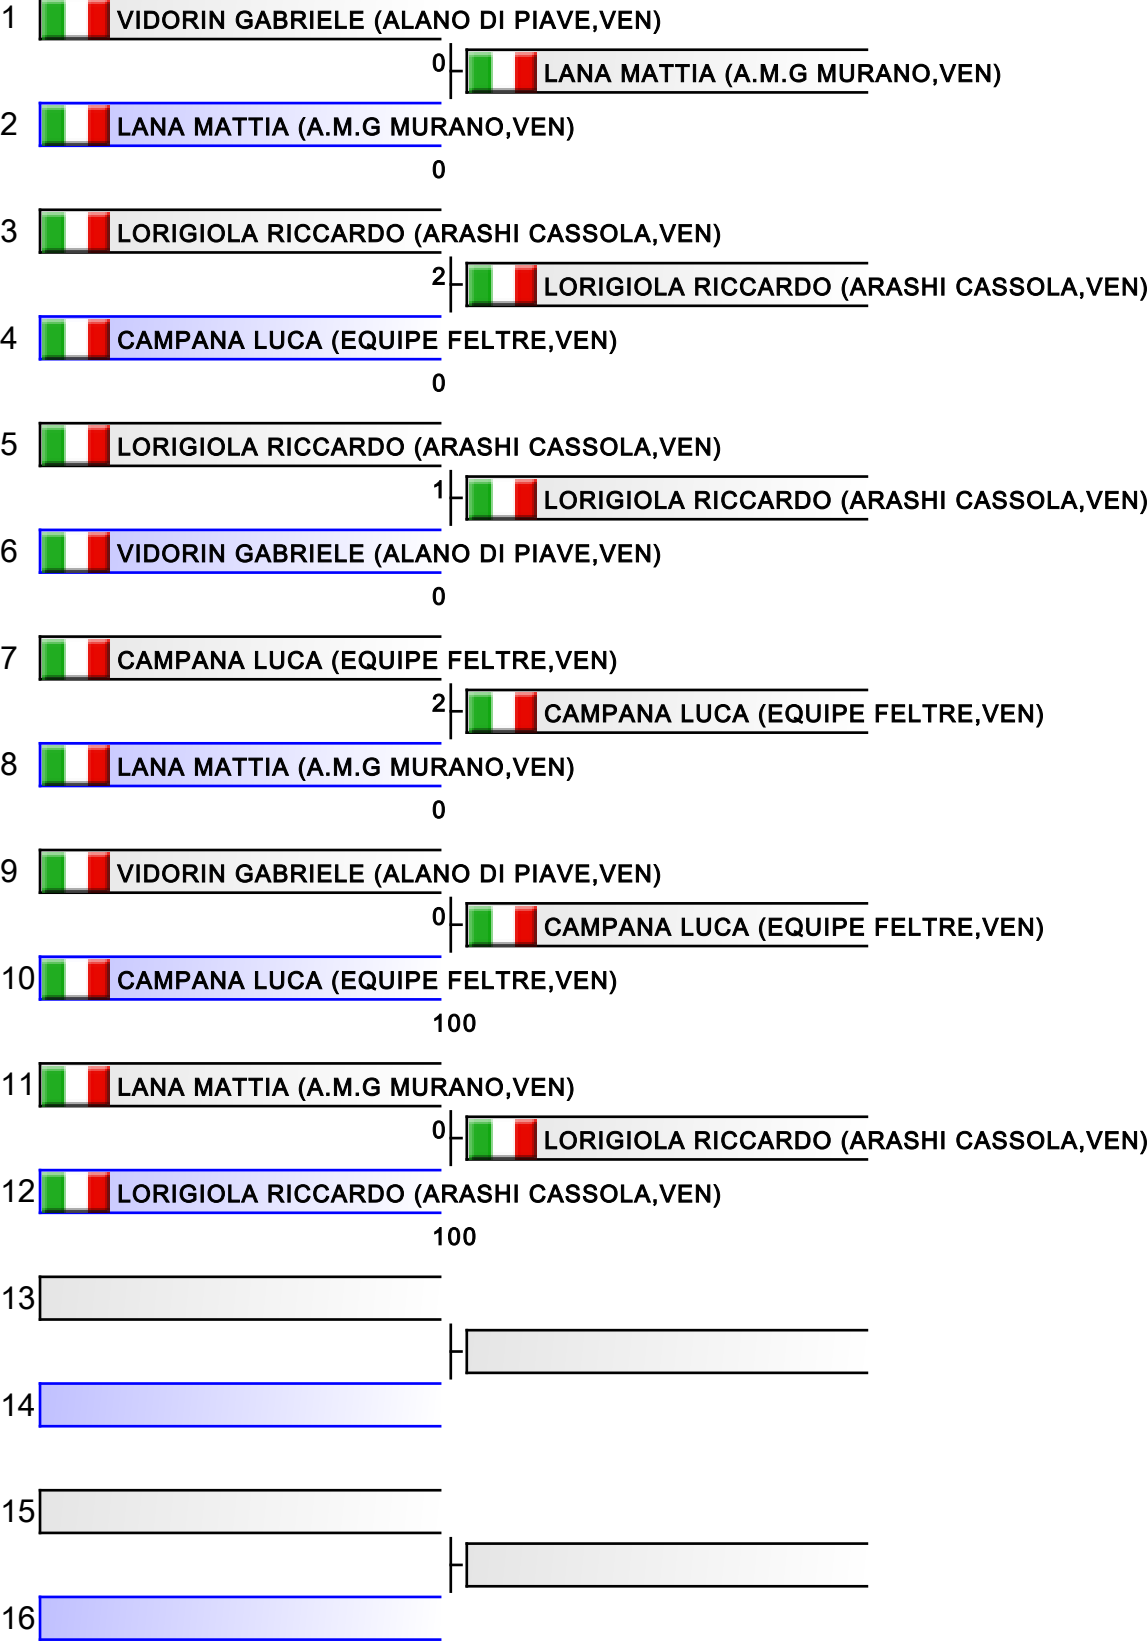 1 VIDORIN GABRIELE (ALANO DI PIAVE,VEN)
0 LANA MATTIA (A.M.G MURANO,VEN)
2 LANA MATTIA (A.M.G MURANO,VEN)
0
3 LORIGIOLA RICCARDO (ARASHI CASSOLA,VEN)
2 LORIGIOLA RICCARDO (ARASHI CASSOLA,VEN)
4 CAMPANA LUCA (EQUIPE FELTRE,VEN)
0
5 LORIGIOLA RICCARDO (ARASHI CASSOLA,VEN)
1 LORIGIOLA RICCARDO (ARASHI CASSOLA,VEN)
6 VIDORIN GABRIELE (ALANO DI PIAVE,VEN)
0
7 CAMPANA LUCA (EQUIPE FELTRE,VEN)
2 CAMPANA LUCA (EQUIPE FELTRE,VEN)
8 LANA MATTIA (A.M.G MURANO,VEN)
0
9 VIDORIN GABRIELE (ALANO DI PIAVE,VEN)
0 CAMPANA LUCA (EQUIPE FELTRE,VEN)
10 CAMPANA LUCA (EQUIPE FELTRE,VEN)
100
11 LANA MATTIA (A.M.G MURANO,VEN)
0 LORIGIOLA RICCARDO (ARASHI CASSOLA,VEN)
12 LORIGIOLA RICCARDO (ARASHI CASSOLA,VEN)
100
13
14
15
16